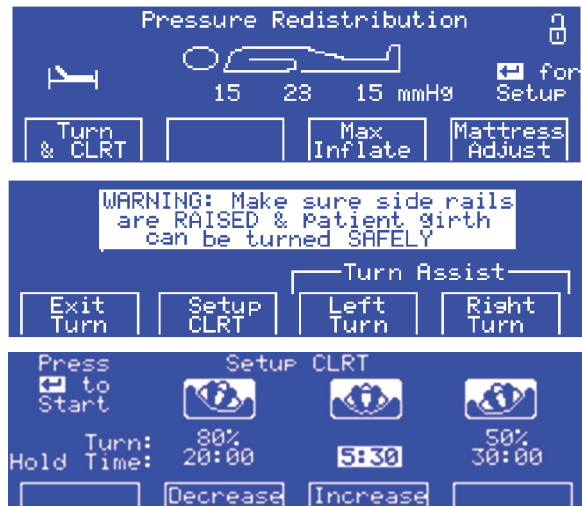 Pressure Redistribution
↵ for
15 23 15 mmHg Setup
Turn Max Mattress
& CLRT Inflate Adjust
WARNING: Make sure side rails
are RAISED & Patient girth
can be turned SAFELY
Turn Assist
Exit Setup Left Right
Turn CLRT Turn Turn
Press Setup CLRT
↵ to
Start
Turn: 80% 50%
Hold Time: 20:00 5:30 30:00
Decrease Increase